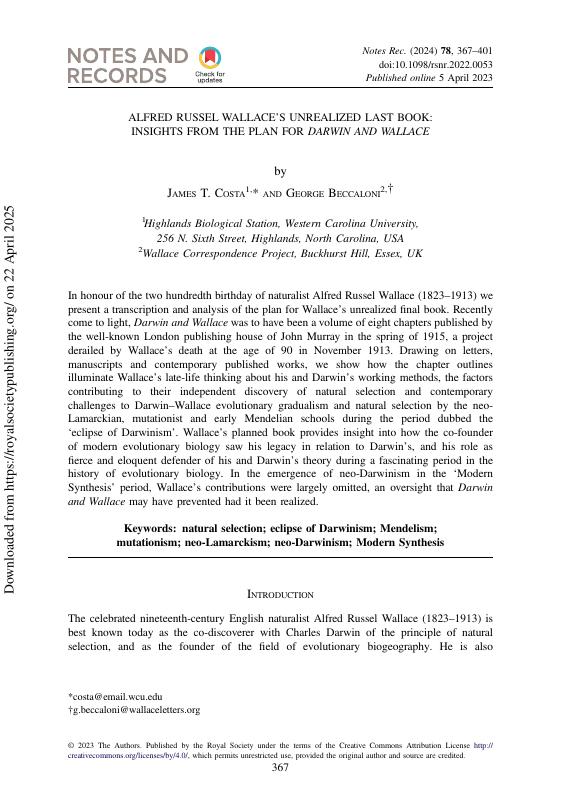 NOTES AND
RECORDS
Check for
updates
Notes Rec. (2024) 78, 367–401
doi:10.1098/rsnr.2022.0053
Published online 5 April 2023
ALFRED RUSSEL WALLACE'S UNREALIZED LAST BOOK:
INSIGHTS FROM THE PLAN FOR DARWIN AND WALLACE
by
JAMES T. COSTA1,* AND GEORGE BECCALONI2,†
1Highlands Biological Station, Western Carolina University,
256 N. Sixth Street, Highlands, North Carolina, USA
2Wallace Correspondence Project, Buckhurst Hill, Essex, UK
In honour of the two hundredth birthday of naturalist Alfred Russel Wallace (1823–1913) we
present a transcription and analysis of the plan for Wallace's unrealized final book. Recently
come to light, Darwin and Wallace was to have been a volume of eight chapters published by
the well-known London publishing house of John Murray in the spring of 1915, a project
derailed by Wallace's death at the age of 90 in November 1913. Drawing on letters,
manuscripts and contemporary published works, we show how the chapter outlines
illuminate Wallace's late-life thinking about his and Darwin's working methods, the factors
contributing to their independent discovery of natural selection and contemporary
challenges to Darwin–Wallace evolutionary gradualism and natural selection by the neo-
Lamarckian, mutationist and early Mendelian schools during the period dubbed the
'eclipse of Darwinism'. Wallace's planned book provides insight into how the co-founder
of modern evolutionary biology saw his legacy in relation to Darwin's, and his role as
fierce and eloquent defender of his and Darwin's theory during a fascinating period in the
history of evolutionary biology. In the emergence of neo-Darwinism in the 'Modern
Synthesis' period, Wallace's contributions were largely omitted, an oversight that Darwin
and Wallace may have prevented had it been realized.
Keywords: natural selection; eclipse of Darwinism; Mendelism;
mutationism; neo-Lamarckism; neo-Darwinism; Modern Synthesis
INTRODUCTION
The celebrated nineteenth-century English naturalist Alfred Russel Wallace (1823–1913) is
best known today as the co-discoverer with Charles Darwin of the principle of natural
selection, and as the founder of the field of evolutionary biogeography. He is also
*costa@email.wcu.edu
†g.beccaloni@wallaceletters.org
© 2023 The Authors. Published by the Royal Society under the terms of the Creative Commons Attribution License http://
creativecommons.org/licenses/by/4.0/, which permits unrestricted use, provided the original author and source are credited.
367
Downloaded from https://royalsocietypublishing.org/ on 22 April 2025